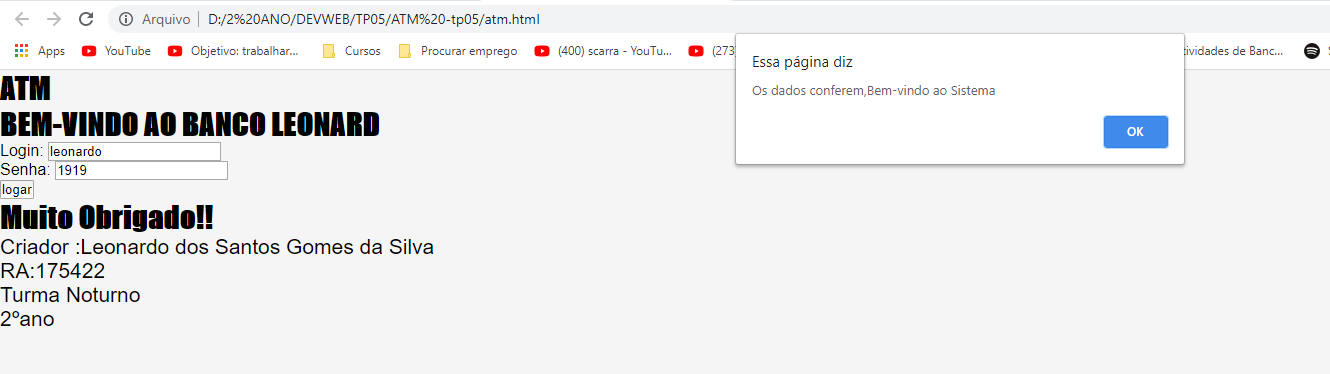 Arquivo | D:/2%20ANO/DEVWEB/TP05/ATM%20-tp05/atm.html
Apps YouTube Objetivo: trabalhar... Cursos Procurar emprego (400) scarra - YouTu... (273) tividades de Banc...
Essa página diz
Os dados conferem,Bem-vindo ao Sistema
OK
ATM
BEM-VINDO AO BANCO LEONARD
Login: leonardo
Senha: 1919
logar
Muito Obrigado!!
Criador :Leonardo dos Santos Gomes da Silva
RA:175422
Turma Noturno
2ºano